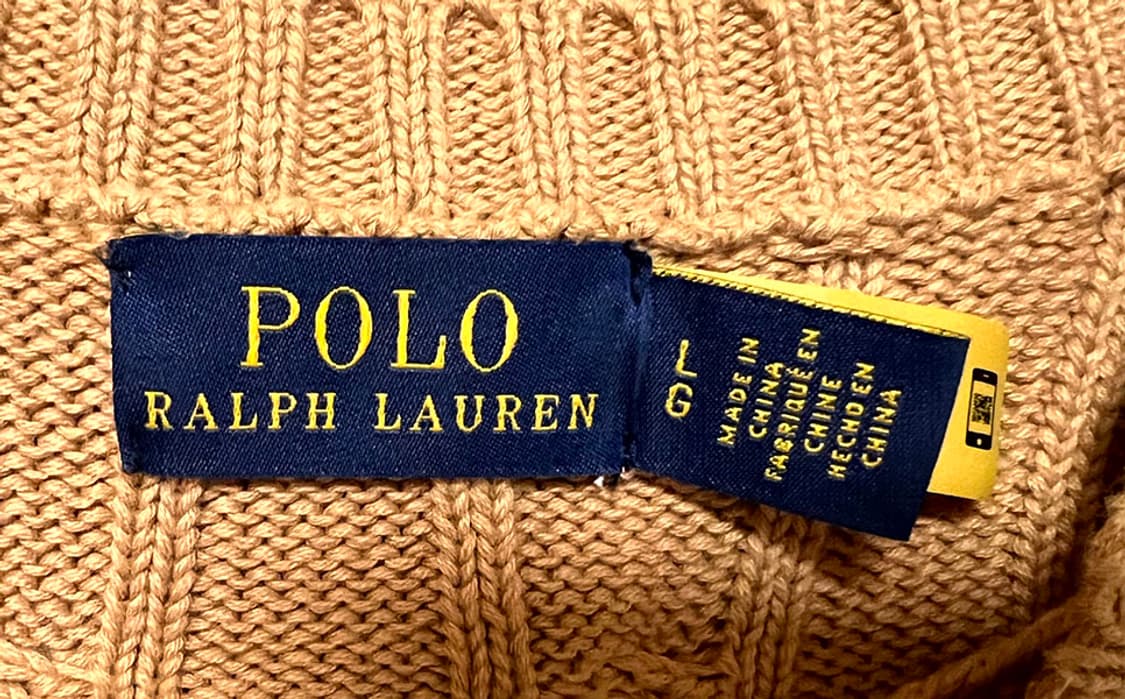 POLO
RALPH LAUREN
L
G
MADE IN
CHINA
FABRIQUÉ EN
CHINE
HECHO EN
CHINA